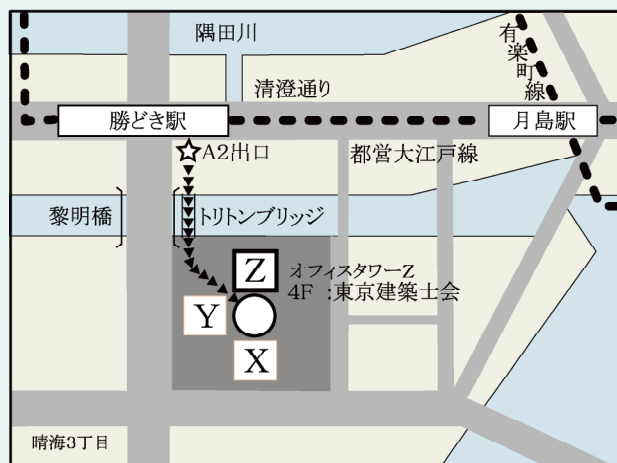 隅田川
有楽町線
清澄通り
勝どき駅
月島駅
A2出口
都営大江戸線
黎明橋
トリトンブリッジ
Z
オフィスタワーZ
4F :東京建築士会
Y
X
晴海3丁目